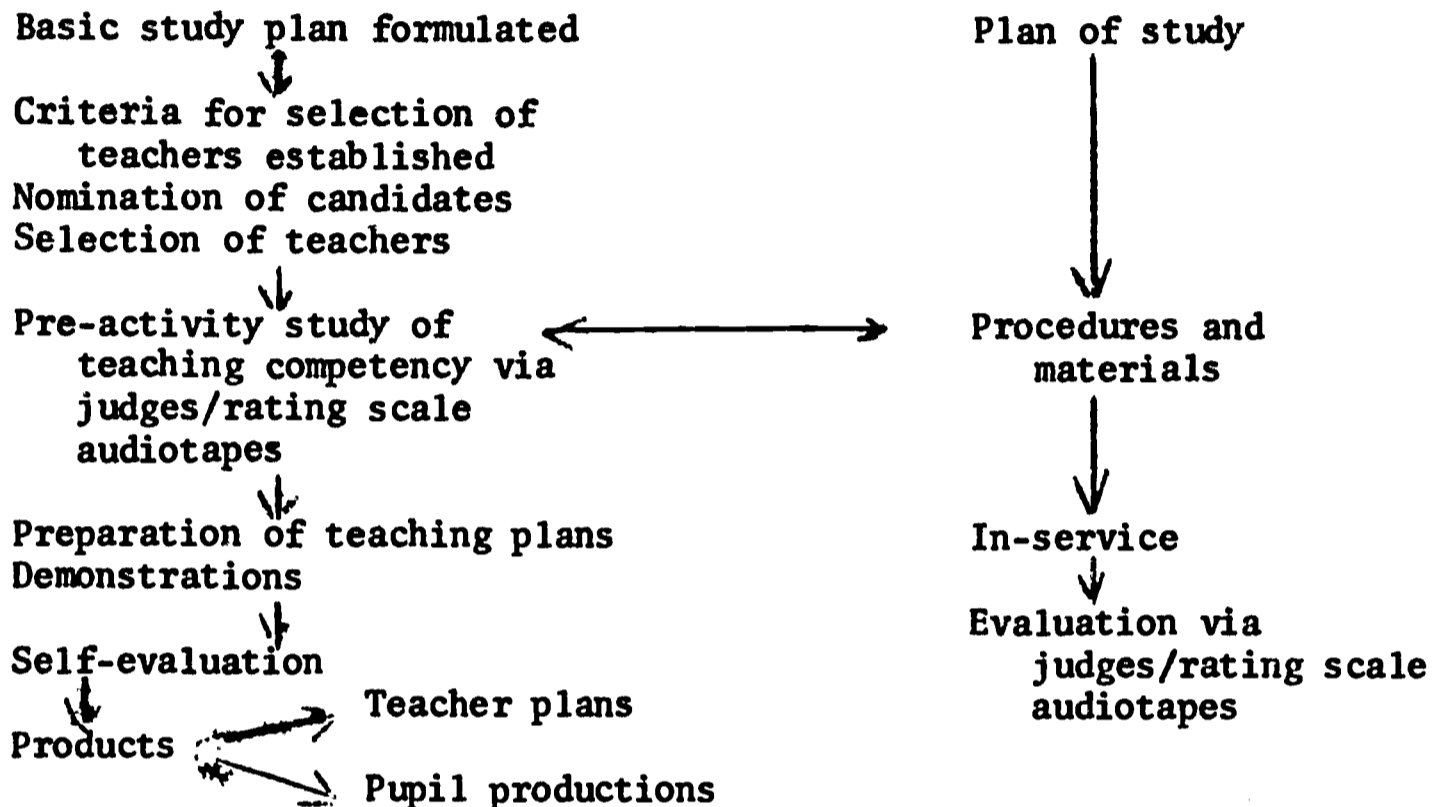 Basic study plan formulated
Criteria for selection of
teachers established
Nomination of candidates
Selection of teachers
Pre-activity study of
teaching competency via
judges/rating scale
audiotapes
Preparation of teaching plans
Demonstrations
Self-evaluation
Products
Teacher plans
Pupil productions
Plan of study
Procedures and
materials
In-service
Evaluation via
judges/rating scale
audiotapes